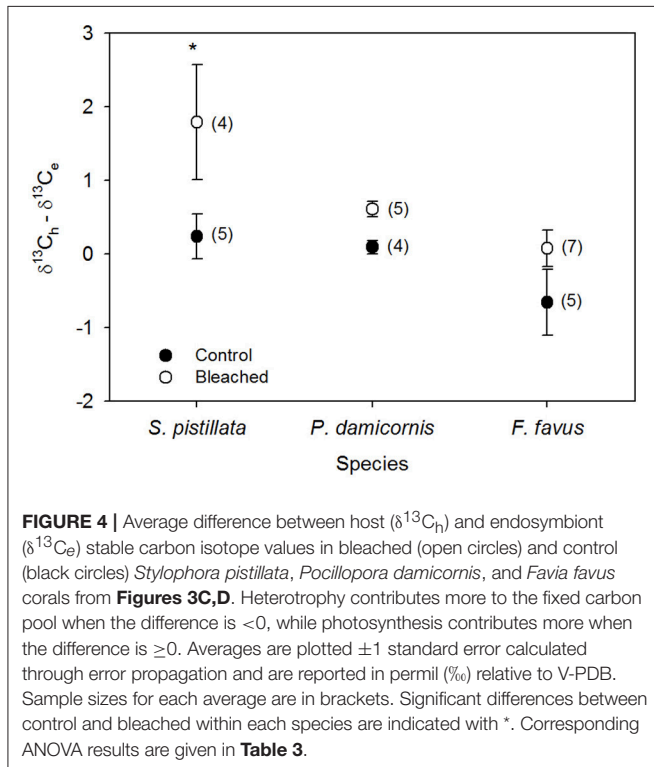 3
2
1
0
-1
-2
δ13Ch - δ13Ce
*
(4)
(5)
(5)
(4)
(7)
(5)
Control
Bleached
S. pistillata P. damicornis F. favus
Species
FIGURE 4 | Average difference between host (δ13Ch) and endosymbiont
(δ13Ce) stable carbon isotope values in bleached (open circles) and control
(black circles) Stylophora pistillata, Pocillopora damicornis, and Favia favus
corals from Figures 3C,D. Heterotrophy contributes more to the fixed carbon
pool when the difference is <0, while photosynthesis contributes more when
the difference is ≥0. Averages are plotted ±1 standard error calculated
through error propagation and are reported in permil (‰) relative to V-PDB.
Sample sizes for each average are in brackets. Significant differences between
control and bleached within each species are indicated with *. Corresponding
ANOVA results are given in Table 3.